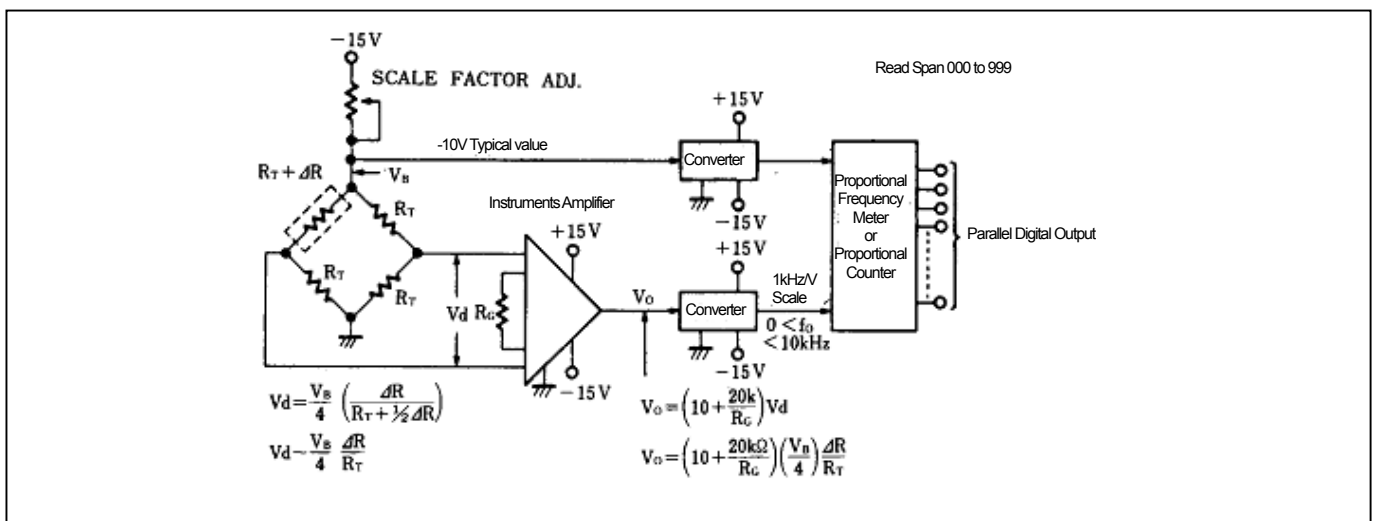 −15V
SCALE FACTOR ADJ.
Read Span 000 to 999
+15V
-10V Typical value
Converter
R_T + ΔR
V_B
R_T
−15V
Instruments Amplifier
+15V
+15V
Proportional
Frequency
Meter
or
Proportional
Counter
Parallel Digital Output
R_T
R_T
Vd
R_G
V_O
Converter
1kHz/V
Scale
0 < f_O
< 10kHz
−15V
−15V
Vd = V_B/4 (ΔR/(R_T + ½ΔR))
Vd − V_B/4 ΔR/R_T
V_O = (10 + 20k/R_G) Vd
V_O = (10 + 20kΩ/R_G)(V_B/4) ΔR/R_T